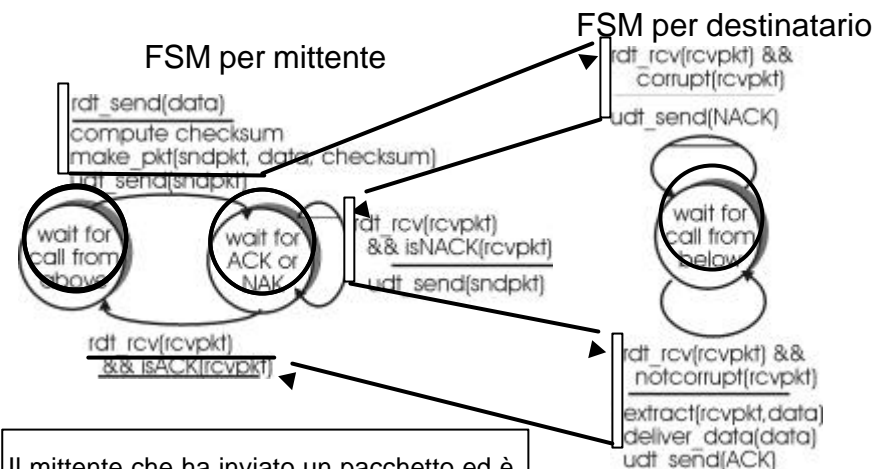 FSM per destinatario
FSM per mittente
rdt_rcv(rcvpkt) &&
corrupt(rcvpkt)
udt_send(NACK)
rdt_send(data)
compute checksum
make_pkt(sndpkt, data, checksum)
udt_send(sndpkt)
wait for
call from
above
wait for
ACK or
NAK
rdt_rcv(rcvpkt)
&& isNACK(rcvpkt)
udt_send(sndpkt)
wait for
call from
below
rdt_rcv(rcvpkt)
&& isACK(rcvpkt)
rdt_rcv(rcvpkt) &&
notcorrupt(rcvpkt)
extract(rcvpkt,data)
deliver_data(data)
udt_send(ACK)
Il mittente che ha inviato un pacchetto ed è